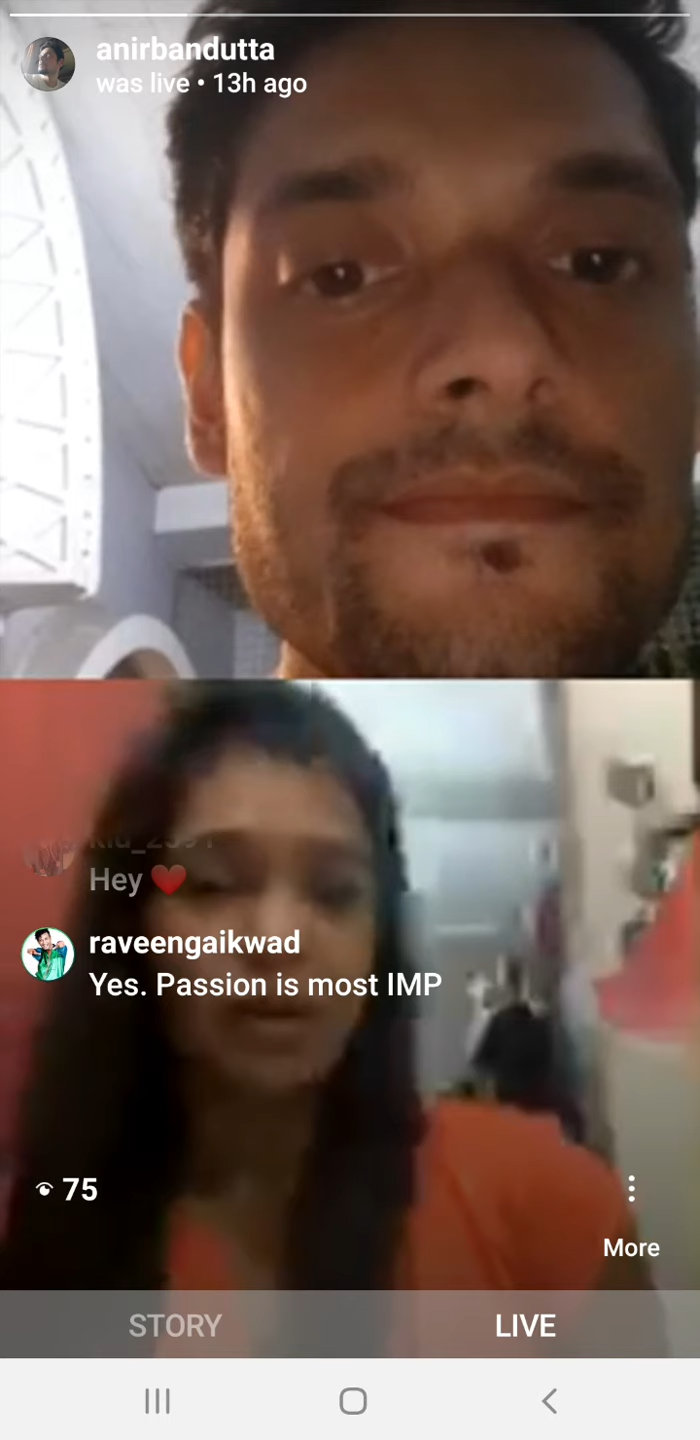 anirbandutta
was live • 13h ago
Hey ❤️
raveengaikwad
Yes. Passion is most IMP
75
More
STORY LIVE